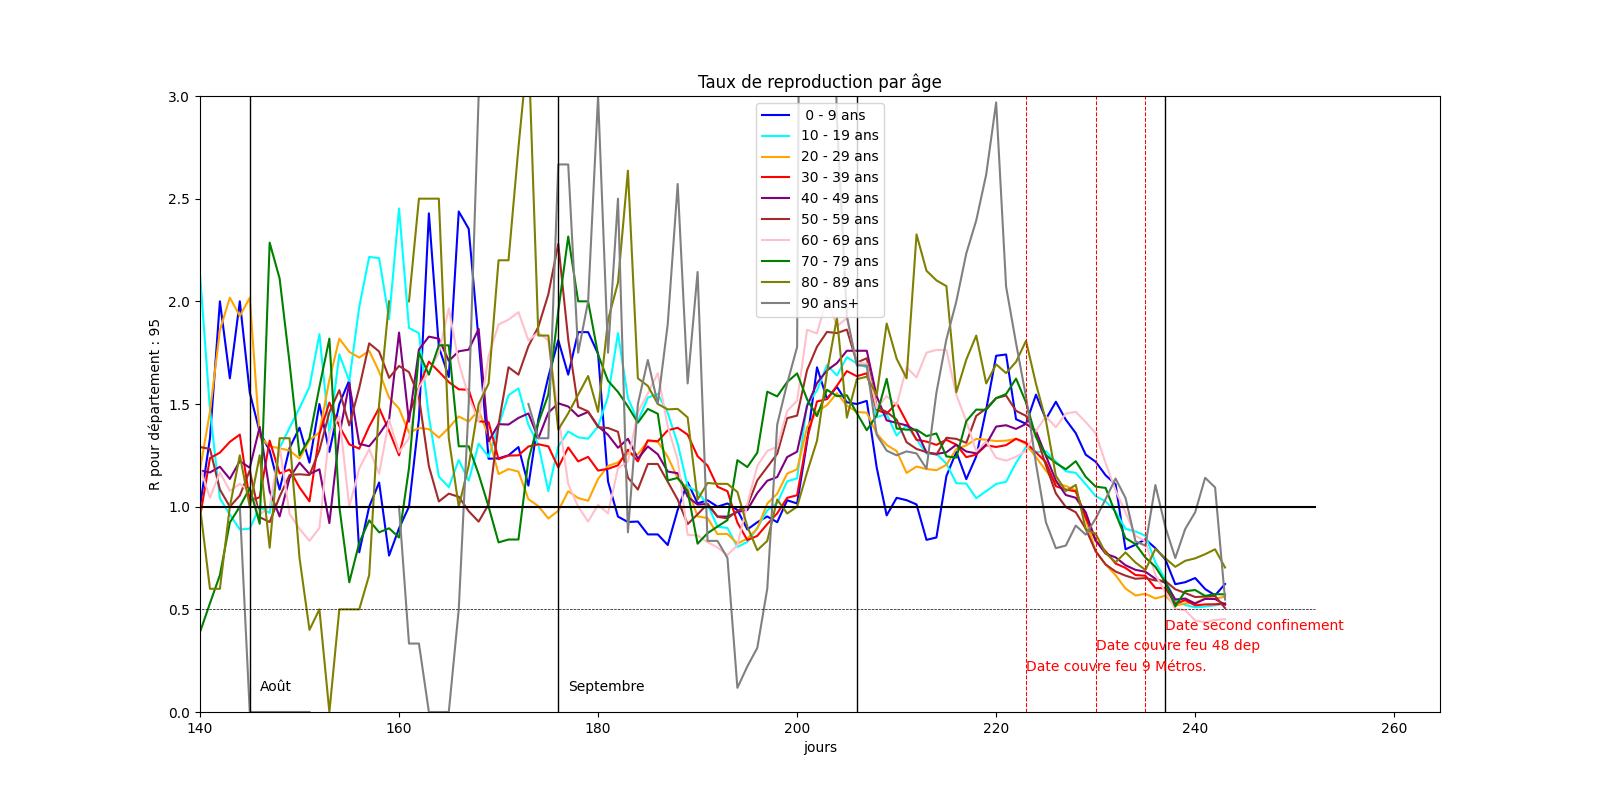 Taux de reproduction par âge
3.0
2.5
2.0
1.5
1.0
0.5
0.0
R pour département : 95
0 - 9 ans
10 - 19 ans
20 - 29 ans
30 - 39 ans
40 - 49 ans
50 - 59 ans
60 - 69 ans
70 - 79 ans
80 - 89 ans
90 ans+
Date second confinement
Date couvre feu 48 dep
Date couvre feu 9 Métros.
Août
Septembre
140
160
180
200
220
240
260
jours